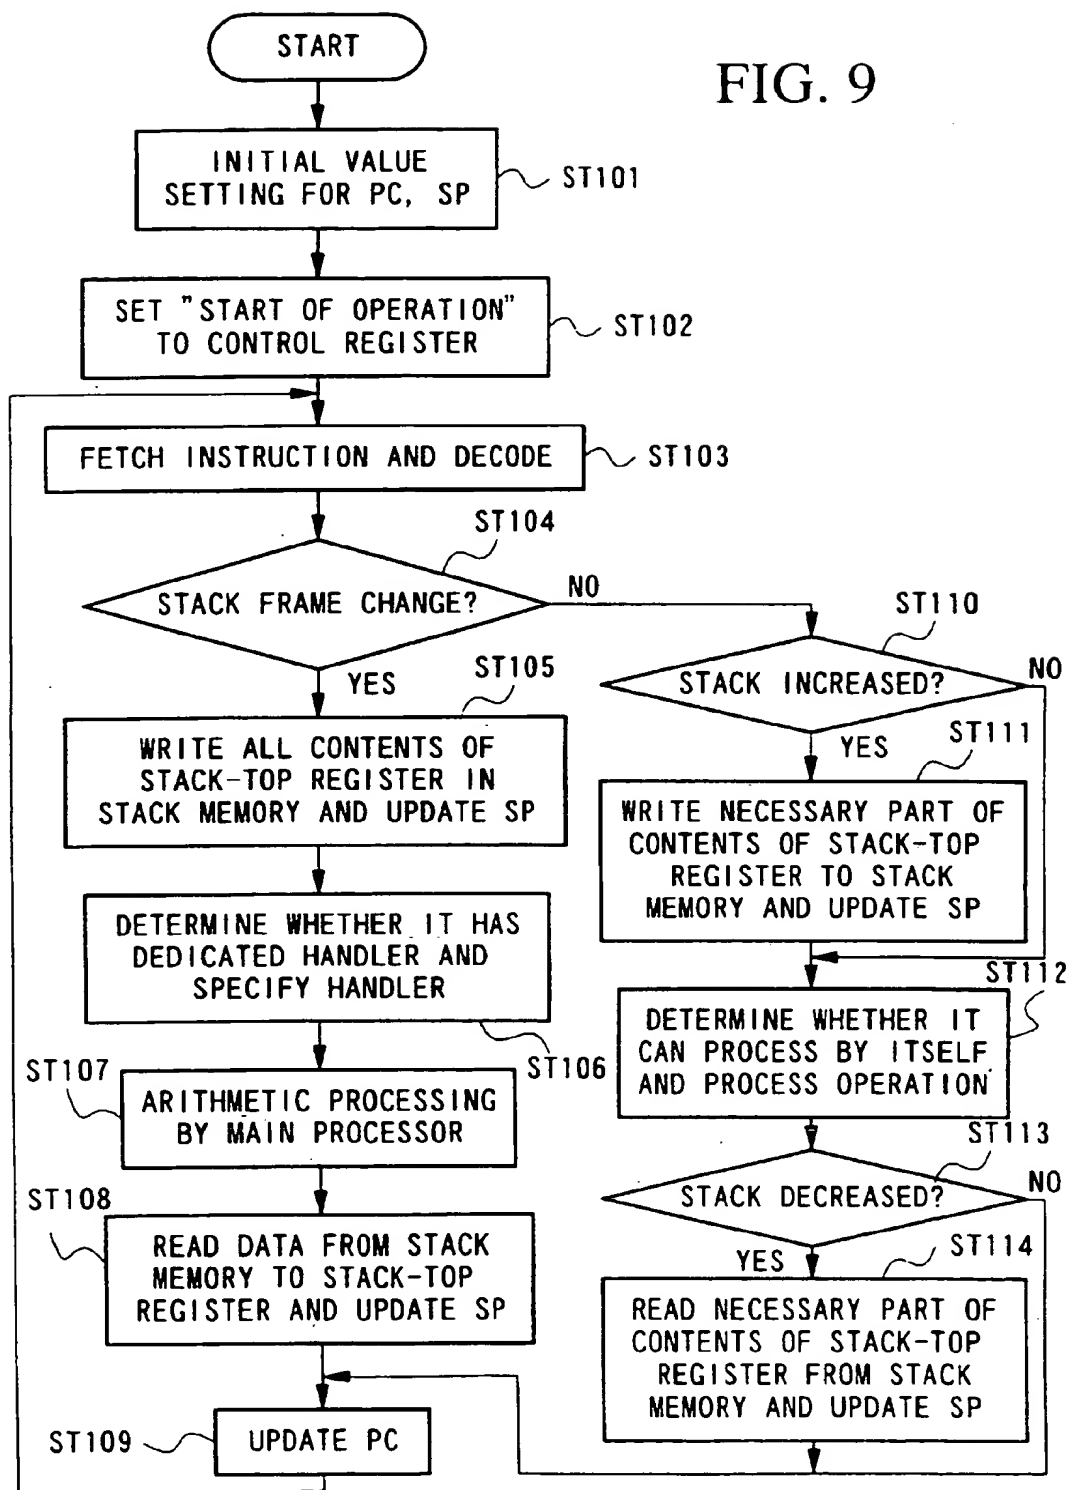 START
FIG. 9
INITIAL VALUE
SETTING FOR PC, SP
ST101
SET "START OF OPERATION"
TO CONTROL REGISTER
ST102
FETCH INSTRUCTION AND DECODE
ST103
ST104
STACK FRAME CHANGE?
NO
YES
ST105
WRITE ALL CONTENTS OF
STACK-TOP REGISTER IN
STACK MEMORY AND UPDATE SP
DETERMINE WHETHER IT HAS
DEDICATED HANDLER AND
SPECIFY HANDLER
ST106
ST107
ARITHMETIC PROCESSING
BY MAIN PROCESSOR
ST108
READ DATA FROM STACK
MEMORY TO STACK-TOP
REGISTER AND UPDATE SP
ST109
UPDATE PC
ST110
STACK INCREASED?
NO
YES
ST111
WRITE NECESSARY PART OF
CONTENTS OF STACK-TOP
REGISTER TO STACK
MEMORY AND UPDATE SP
ST112
DETERMINE WHETHER IT
CAN PROCESS BY ITSELF
AND PROCESS OPERATION
ST113
STACK DECREASED?
NO
YES
ST114
READ NECESSARY PART OF
CONTENTS OF STACK-TOP
REGISTER FROM STACK
MEMORY AND UPDATE SP